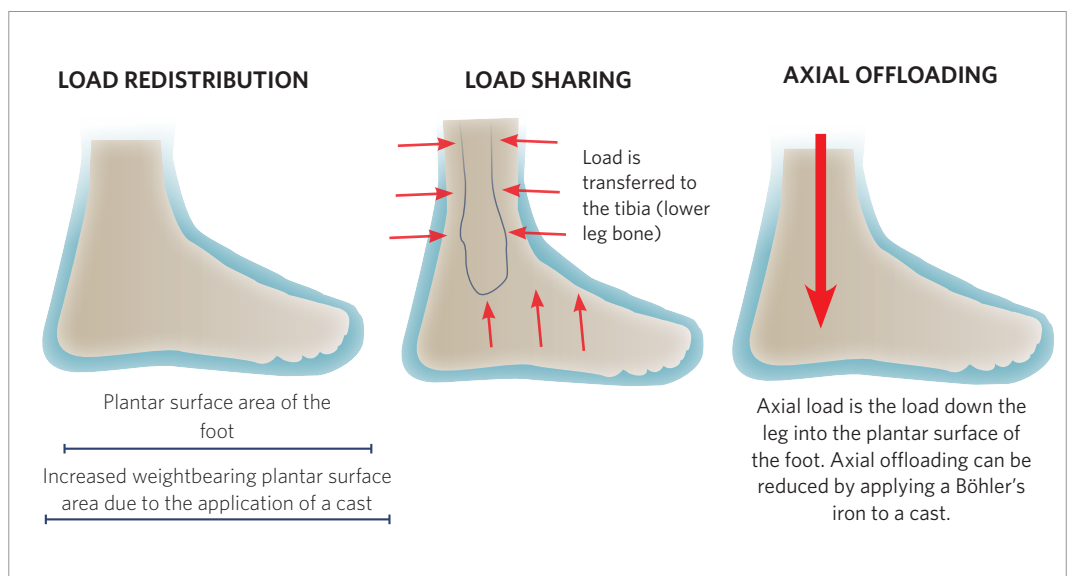 LOAD REDISTRIBUTION
Plantar surface area of the
foot
Increased weightbearing plantar surface
area due to the application of a cast
LOAD SHARING
Load is
transferred to
the tibia (lower
leg bone)
AXIAL OFFLOADING
Axial load is the load down the
leg into the plantar surface of
the foot. Axial offloading can be
reduced by applying a Böhler’s
iron to a cast.